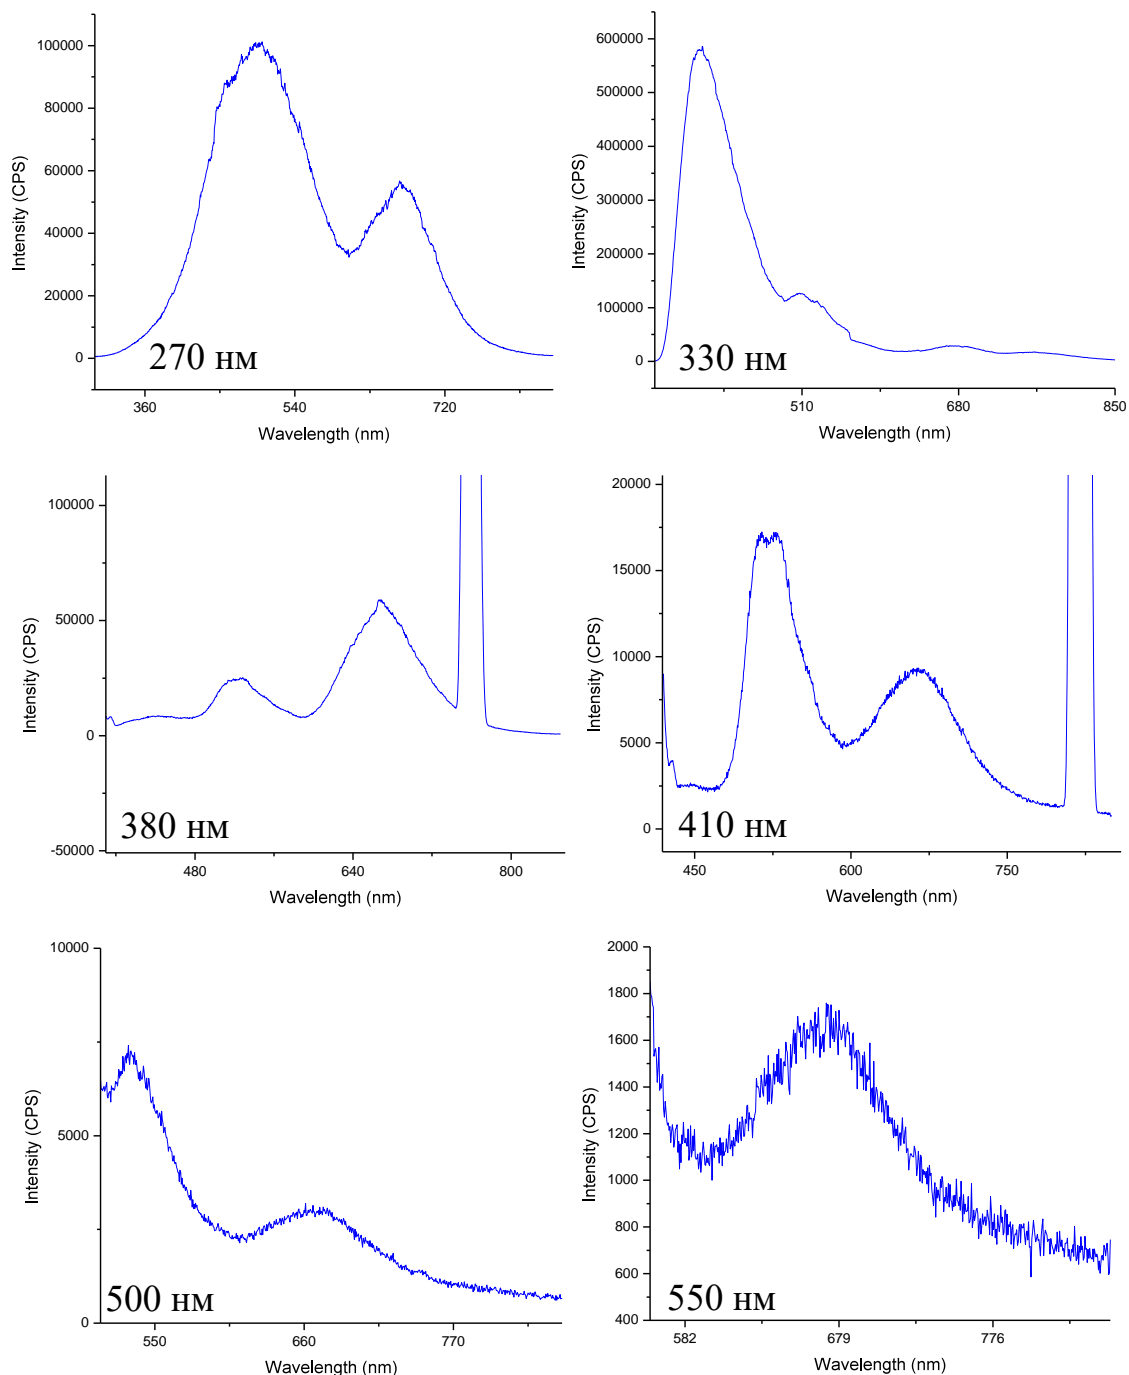 100000
80000
60000
40000
20000
0
Intensity (CPS)
360 540 720
Wavelength (nm)
270 нм
600000
500000
400000
300000
200000
100000
0
Intensity (CPS)
510 680 850
Wavelength (nm)
330 нм
100000
50000
0
-50000
Intensity (CPS)
480 640 800
Wavelength (nm)
380 нм
20000
15000
10000
5000
0
Intensity (CPS)
450 600 750
Wavelength (nm)
410 нм
10000
5000
0
Intensity (CPS)
550 660 770
Wavelength (nm)
500 нм
2000
1800
1600
1400
1200
1000
800
600
400
Intensity (CPS)
582 679 776
Wavelength (nm)
550 нм